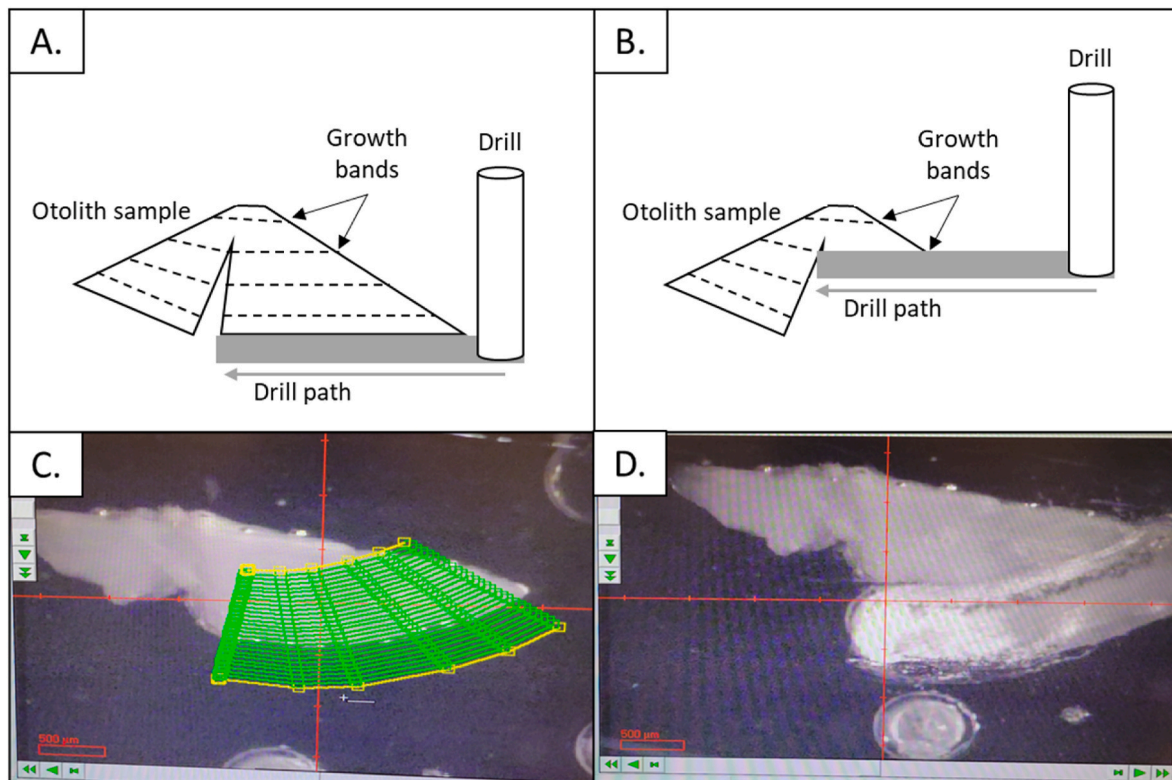 A.
Growth
bands
Drill
Otolith sample
Drill path
B.
Drill
Growth
bands
Otolith sample
Drill path
C.
500 µm
D.
500 µm